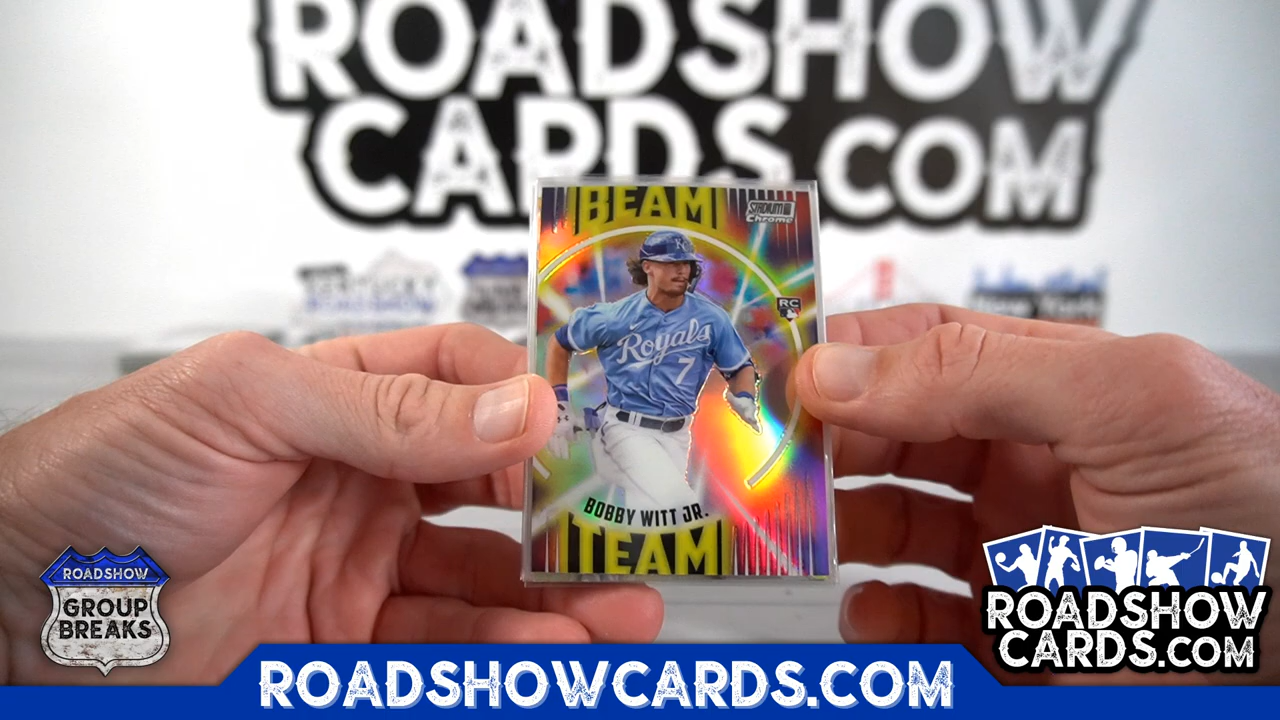 ROADSHOW
CARDS.COM
BEAM
STADIUM
Chrome
RC
Royals
7
BOBBY WITT JR.
TEAM
ROADSHOW
GROUP
BREAKS
ROADSHOW
CARDS.COM
ROADSHOWCARDS.COM